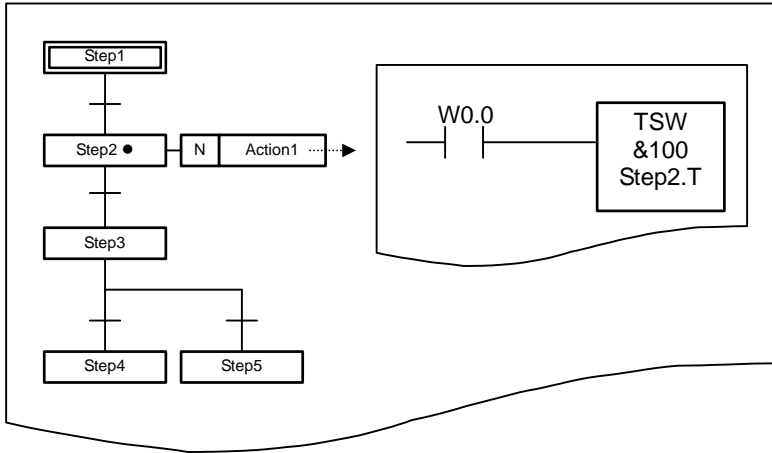 Step1
Step2
N
Action1
Step3
Step4
Step5
W0.0
TSW
&100
Step2.T